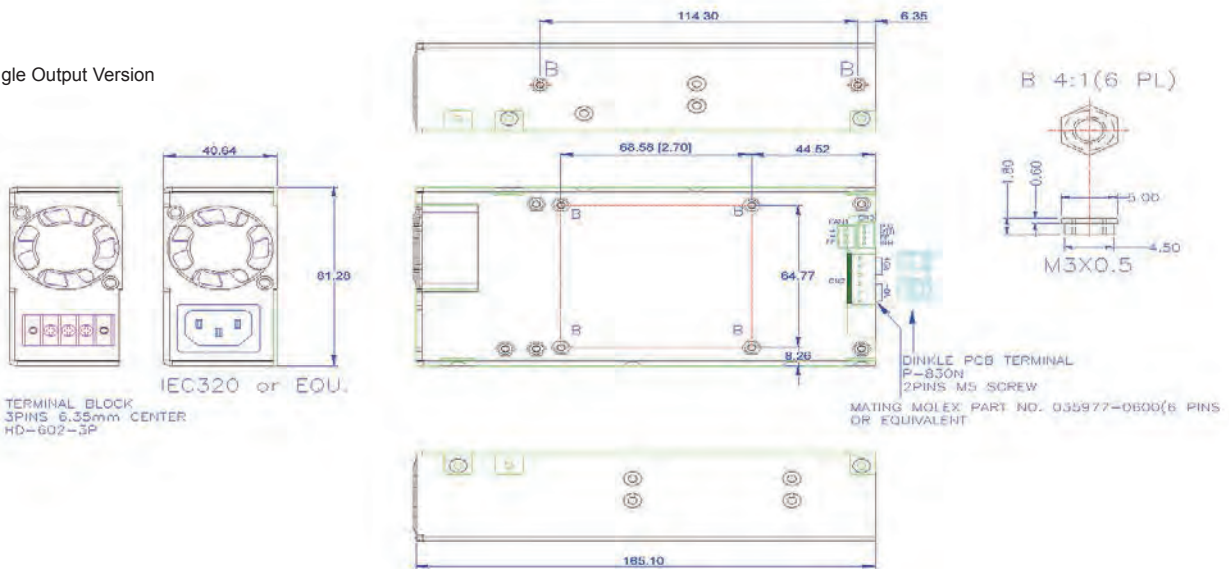 114.30
6.35
gle Output Version
B
B
B 4:1(6 PL)
40.64
68.58 [2.70]
44.52
1.80
0.60
5.00
4.50
M3X0.5
B
B
81.28
64.77
CN2
B
B
8.26
DINKLE PCB TERMINAL
P-830N
2PINS M5 SCREW
IEC320 or EQU.
TERMINAL BLOCK
3PINS 6.35mm CENTER
HD-602-3P
MATING MOLEX PART NO. 035977-0600(6 PINS
OR EQUIVALENT
165.10